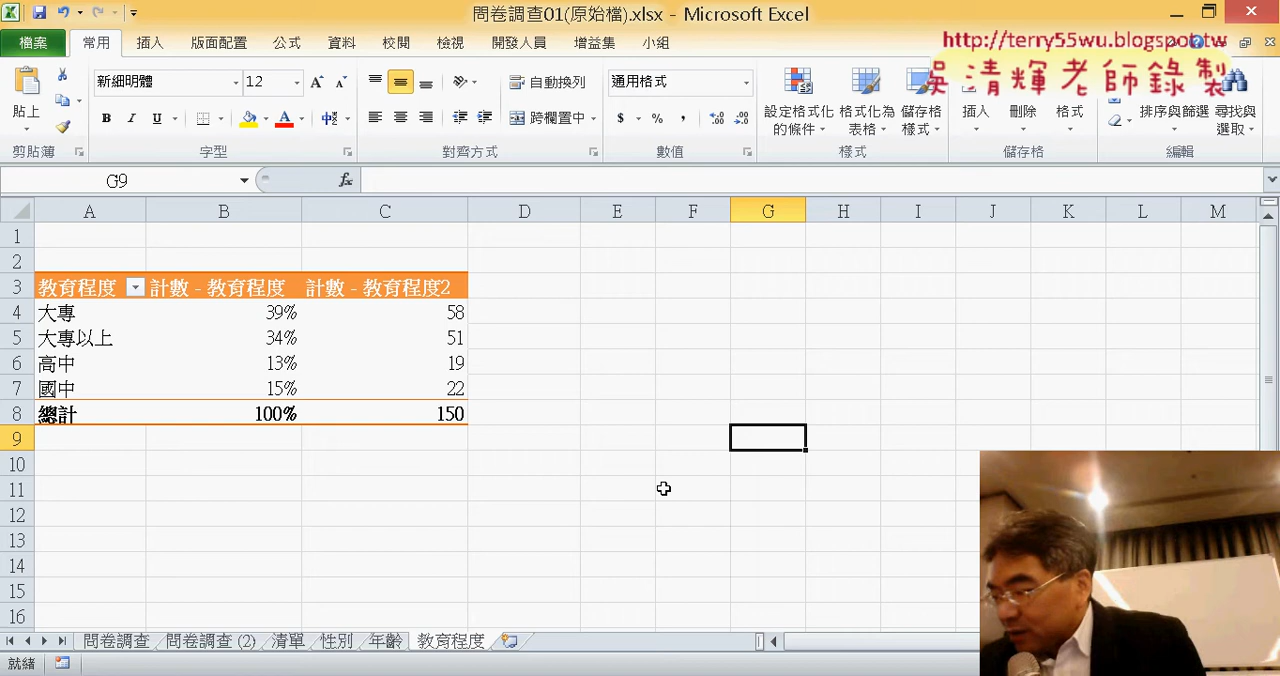 問卷調查01(原始檔).xlsx - Microsoft Excel
檔案 常用 插入 版面配置 公式 資料 校閱 檢視 開發人員 增益集 小組
http://terry55wu.blogspot.tw
吳清輝老師錄製
新細明體 12 自動換列 通用格式
貼上 跨欄置中 設定格式化的條件 格式化為表格 儲存格樣式 插入 刪除 格式 排序與篩選 尋找與選取
B I U A $ % ,
剪貼簿 字型 對齊方式 數值 樣式 儲存格 編輯
G9 fx
A B C D E F G H I J K L M
1
2
3 教育程度 計數 - 教育程度 計數 - 教育程度2
4 大專 39% 58
5 大專以上 34% 51
6 高中 13% 19
7 國中 15% 22
8 總計 100% 150
9
10
11
12
13
14
15
16
問卷調查 問卷調查 (2) 清單 性別 年齡 教育程度
就緒